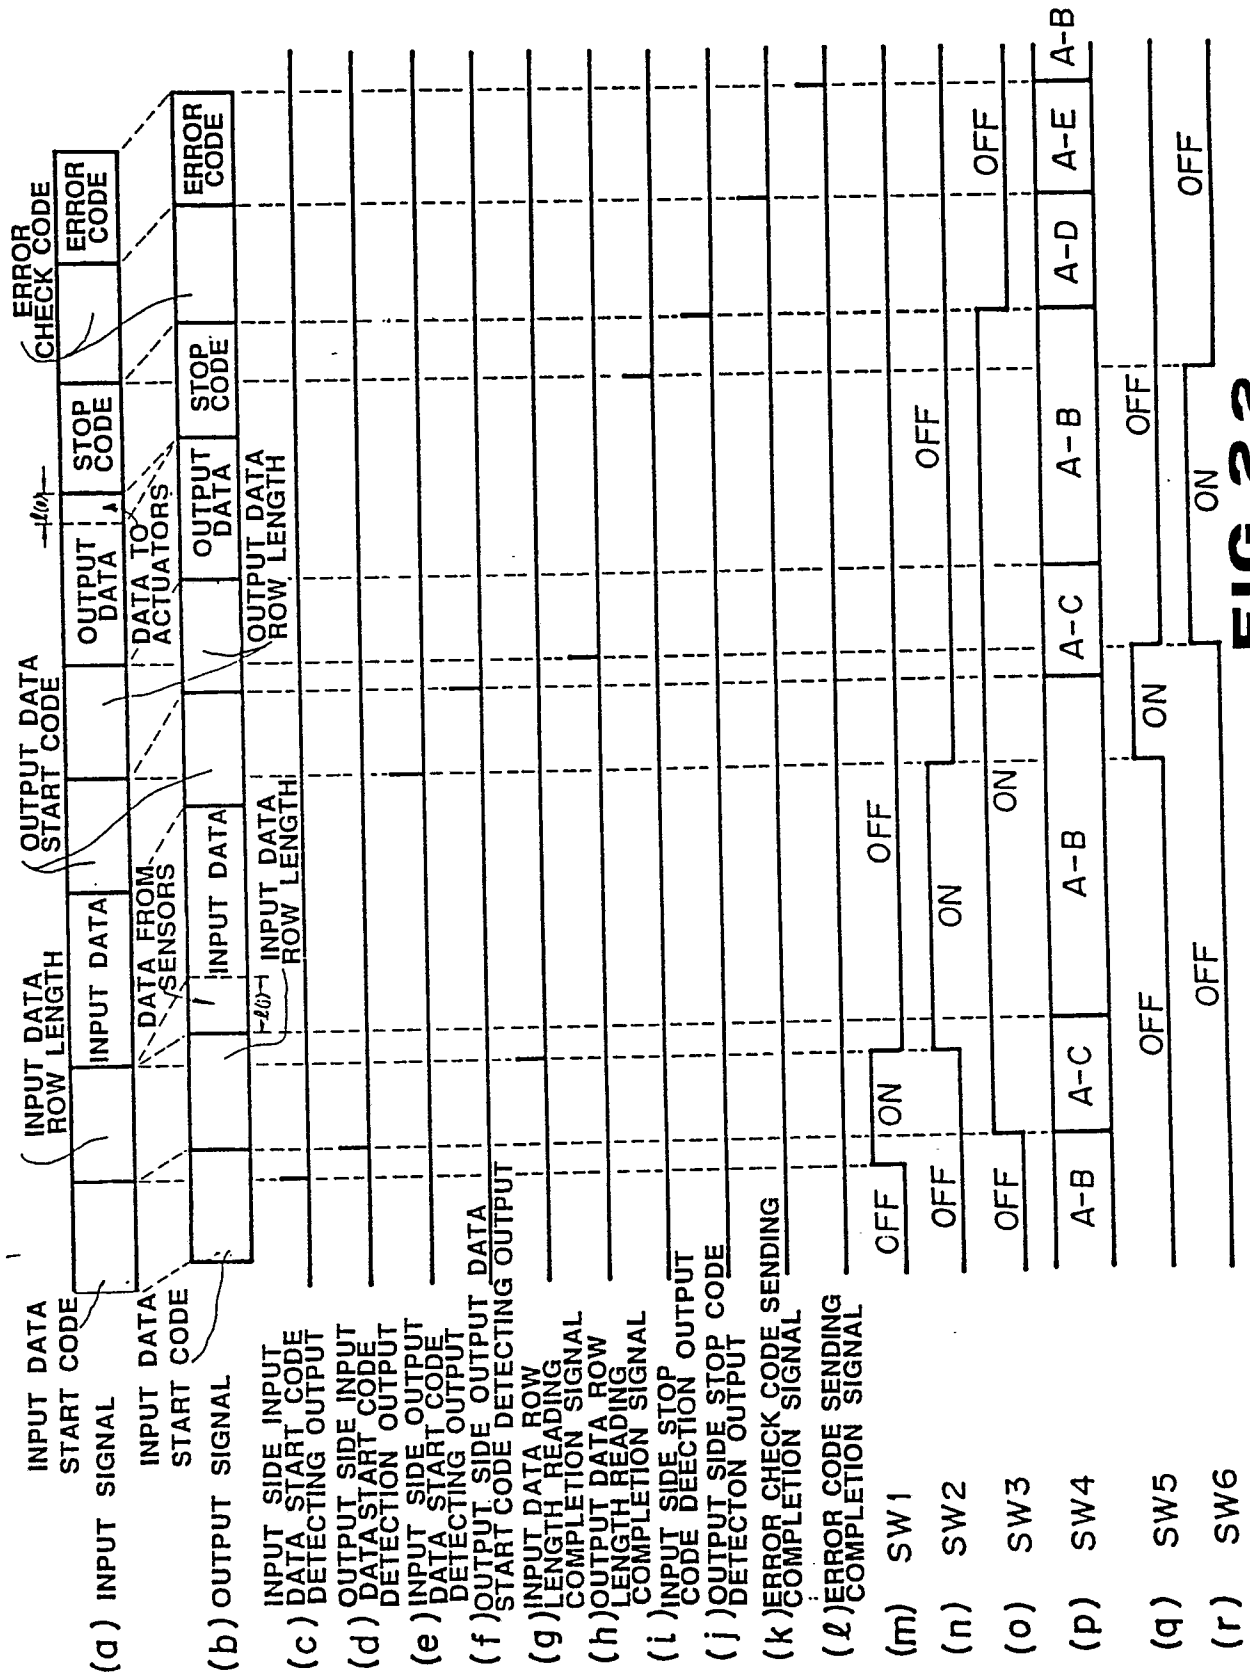 INPUT DATA
START CODE
(a) INPUT SIGNAL
INPUT DATA
ROW LENGTH
INPUT DATA
OUTPUT DATA
START CODE
OUTPUT
DATA
-ℓ(0)-
STOP
CODE
ERROR
CHECK CODE
ERROR
CODE
INPUT DATA
START CODE
DATA FROM
SENSORS
DATA TO
ACTUATORS
(b) OUTPUT SIGNAL
INPUT DATA
OUTPUT
DATA
STOP
CODE
ERROR
CODE
-ℓ(i)-
INPUT DATA
ROW LENGTH
OUTPUT DATA
ROW LENGTH
INPUT SIDE INPUT
(c) DATA START CODE
DETECTING OUTPUT
OUTPUT SIDE INPUT
(d) DATA START CODE
DETECTION OUTPUT
(e) INPUT SIDE OUTPUT
DATA START CODE
DETECTING OUTPUT
(f) OUTPUT SIDE OUTPUT DATA
START CODE DETECTING OUTPUT
(g) INPUT DATA ROW
LENGTH READING
COMPLETION SIGNAL
(h) OUTPUT DATA ROW
LENGTH READING
COMPLETION SIGNAL
(i) INPUT SIDE STOP
CODE DEECTION OUTPUT
(j) OUTPUT SIDE STOP CODE
DETECTON OUTPUT
(k) ERROR CHECK CODE SENDING
COMPLETION SIGNAL
(ℓ) ERROR CODE SENDING
COMPLETION SIGNAL
(m) SW1 OFF ON OFF
(n) SW2 OFF ON OFF
(o) SW3 OFF ON OFF
(p) SW4 A-B A-C A-B A-C A-B A-D A-E A-B
(q) SW5 OFF ON OFF
(r) SW6 OFF ON OFF